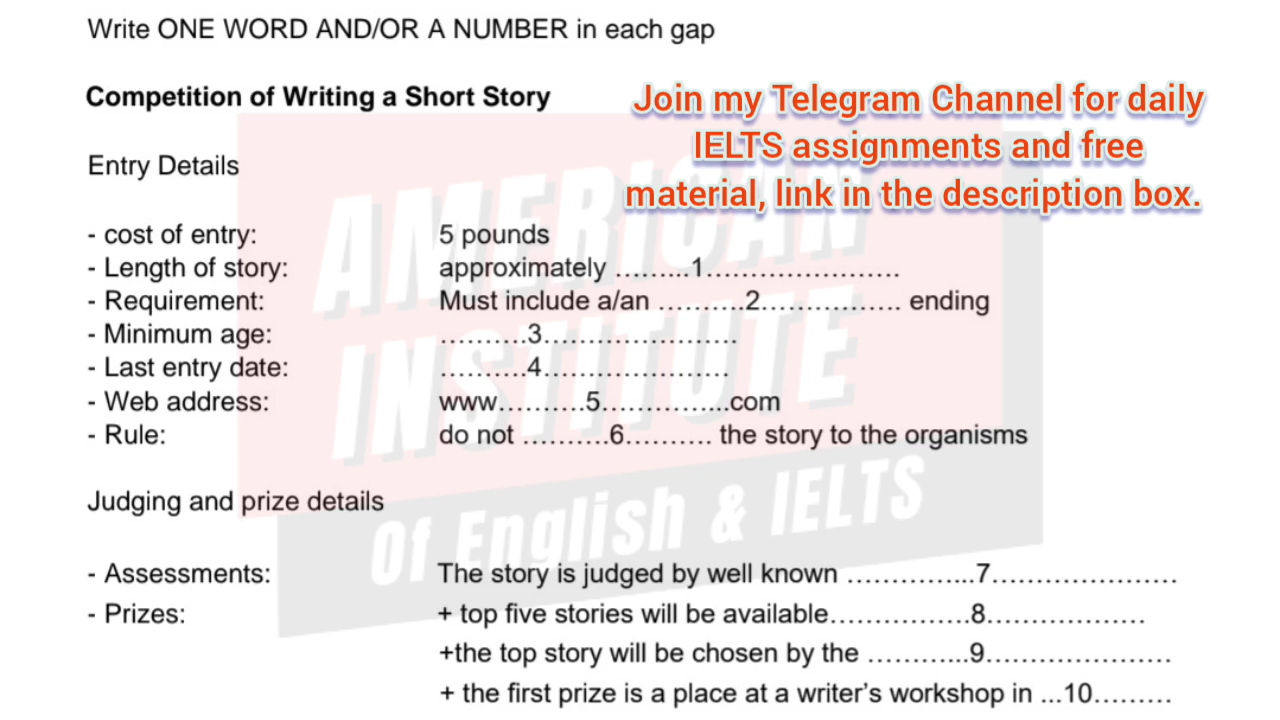 Write ONE WORD AND/OR A NUMBER in each gap
Competition of Writing a Short Story
Join my Telegram Channel for daily
IELTS assignments and free
material, link in the description box.
Entry Details
- cost of entry: 5 pounds
- Length of story: approximately .........1.......................
- Requirement: Must include a/an ..........2................ ending
- Minimum age: ..........3.......................
- Last entry date: ..........4......................
- Web address: www..........5...............com
- Rule: do not ..........6.......... the story to the organisms
Judging and prize details
- Assessments: The story is judged by well known ...............7......................
- Prizes: + top five stories will be available................8..................
+the top story will be chosen by the ............9.....................
+ the first prize is a place at a writer's workshop in ...10.........
AMERICAN
INSTITUTE
Of English & IELTS